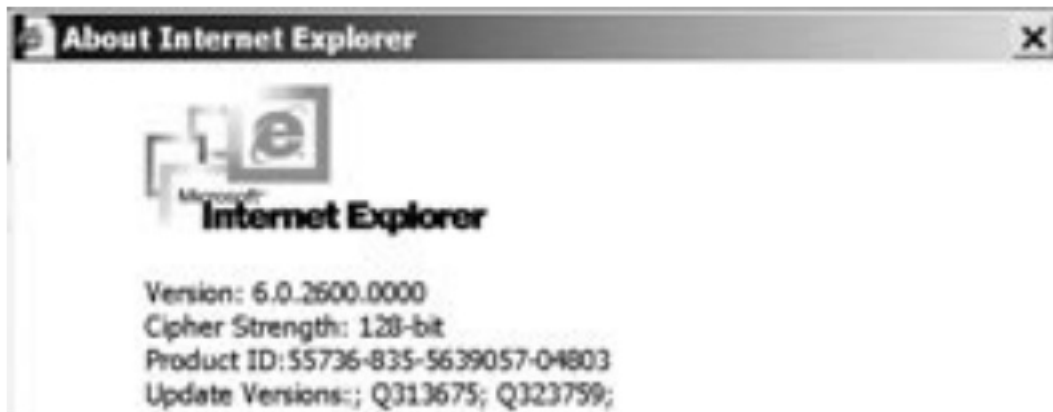 About Internet Explorer
Microsoft
Internet Explorer
Version: 6.0.2600.0000
Cipher Strength: 128-bit
Product ID:55736-835-5639057-04803
Update Versions:; Q313675; Q323759;